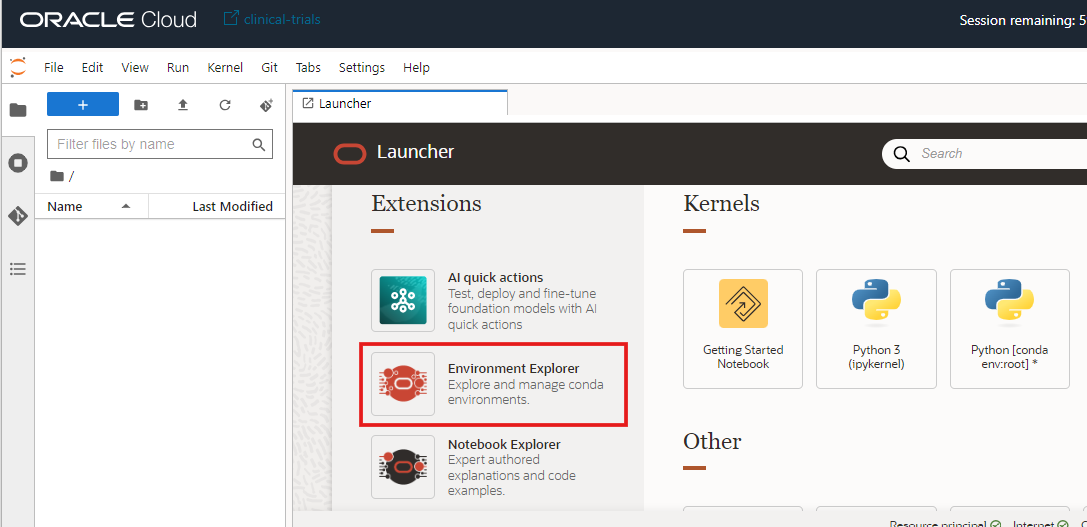 ORACLE Cloud
clinical-trials
Session remaining: 5
File Edit View Run Kernel Git Tabs Settings Help
+
Launcher
Filter files by name
/
Name
Last Modified
Launcher
Search
Extensions
AI quick actions
Test, deploy and fine-tune
foundation models with AI
quick actions
Environment Explorer
Explore and manage conda
environments.
Notebook Explorer
Expert authored
explanations and code
examples.
Kernels
Getting Started
Notebook
Python 3
(ipykernel)
Python [conda
env:root] *
Other
Resource principal
Internet